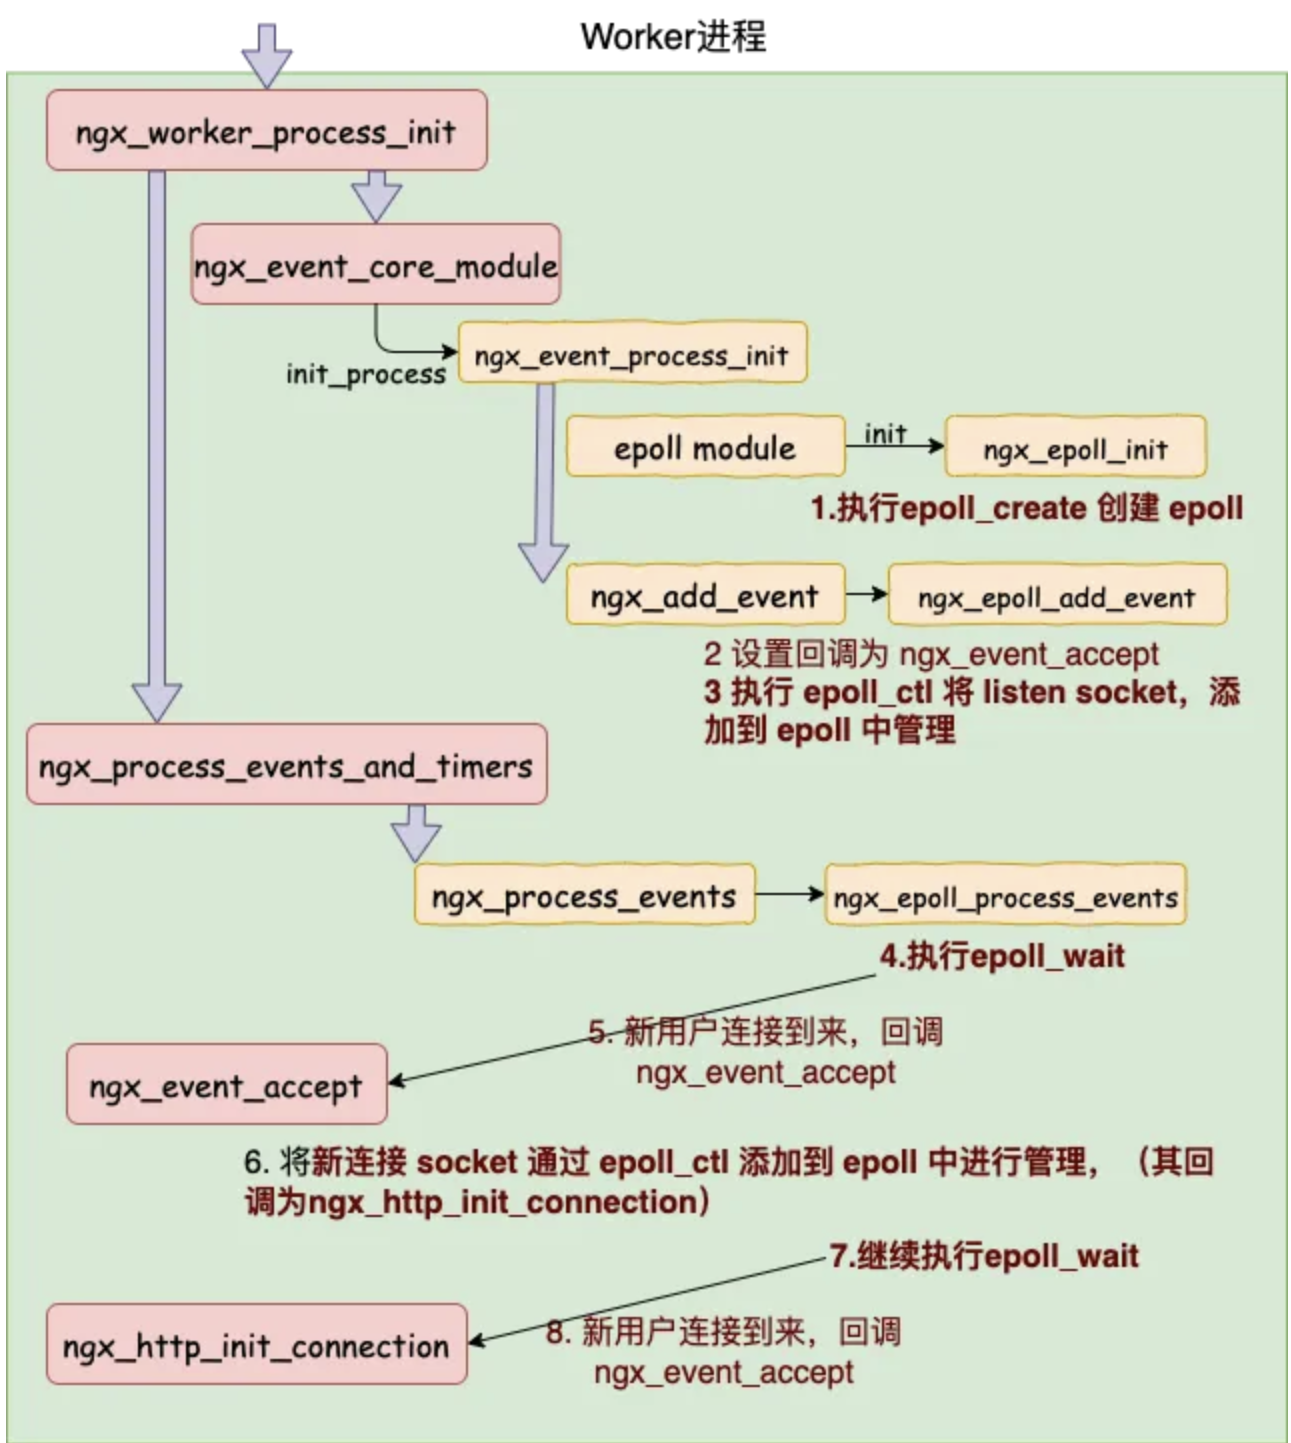 Worker进程
ngx_worker_process_init
ngx_event_core_module
init_process
ngx_event_process_init
epoll module
init
ngx_epoll_init
1.执行epoll_create 创建 epoll
ngx_add_event
ngx_epoll_add_event
2 设置回调为 ngx_event_accept
3 执行 epoll_ctl 将 listen socket，添
加到 epoll 中管理
ngx_process_events_and_timers
ngx_process_events
ngx_epoll_process_events
4.执行epoll_wait
5. 新用户连接到来，回调
ngx_event_accept
ngx_event_accept
6. 将新连接 socket 通过 epoll_ctl 添加到 epoll 中进行管理，（其回
调为ngx_http_init_connection）
7.继续执行epoll_wait
ngx_http_init_connection
8. 新用户连接到来，回调
ngx_event_accept